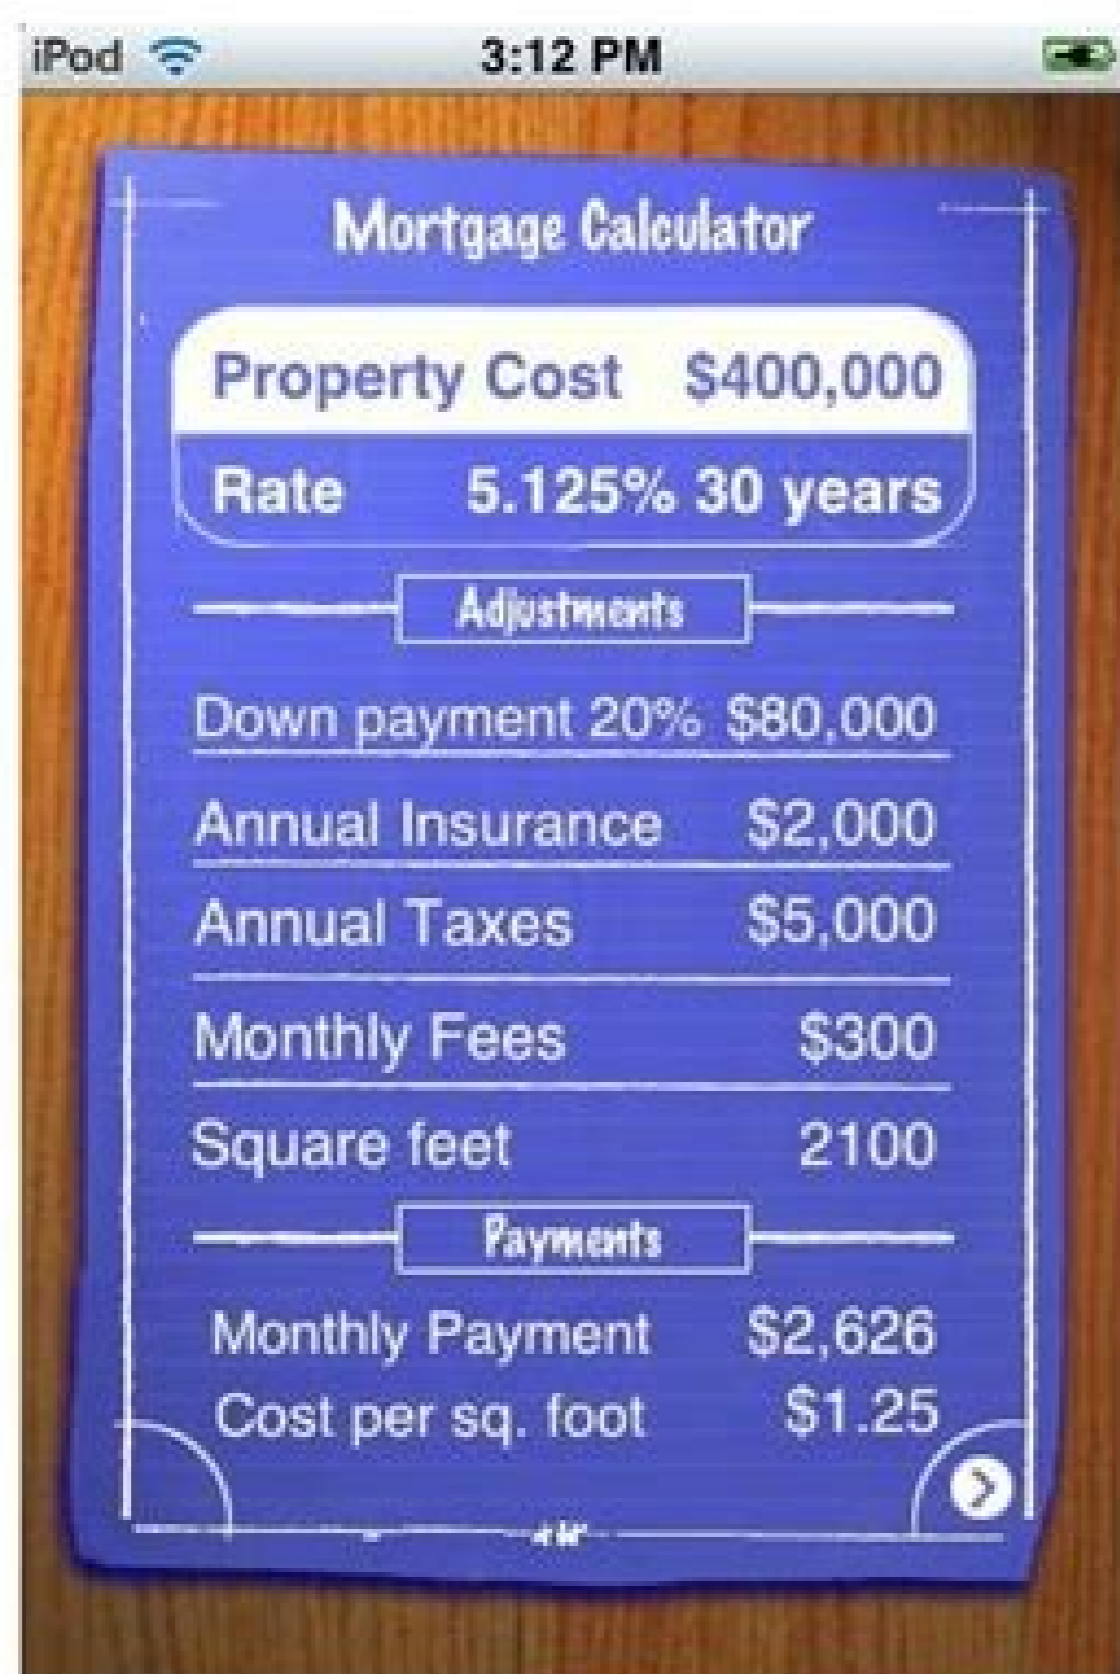 iPod 3:12 PM
Mortgage Calculator
Property Cost $400,000
Rate 5.125% 30 years
Adjustments
Down payment 20% $80,000
Annual Insurance $2,000
Annual Taxes $5,000
Monthly Fees $300
Square feet 2100
Payments
Monthly Payment $2,626
Cost per sq. foot $1.25